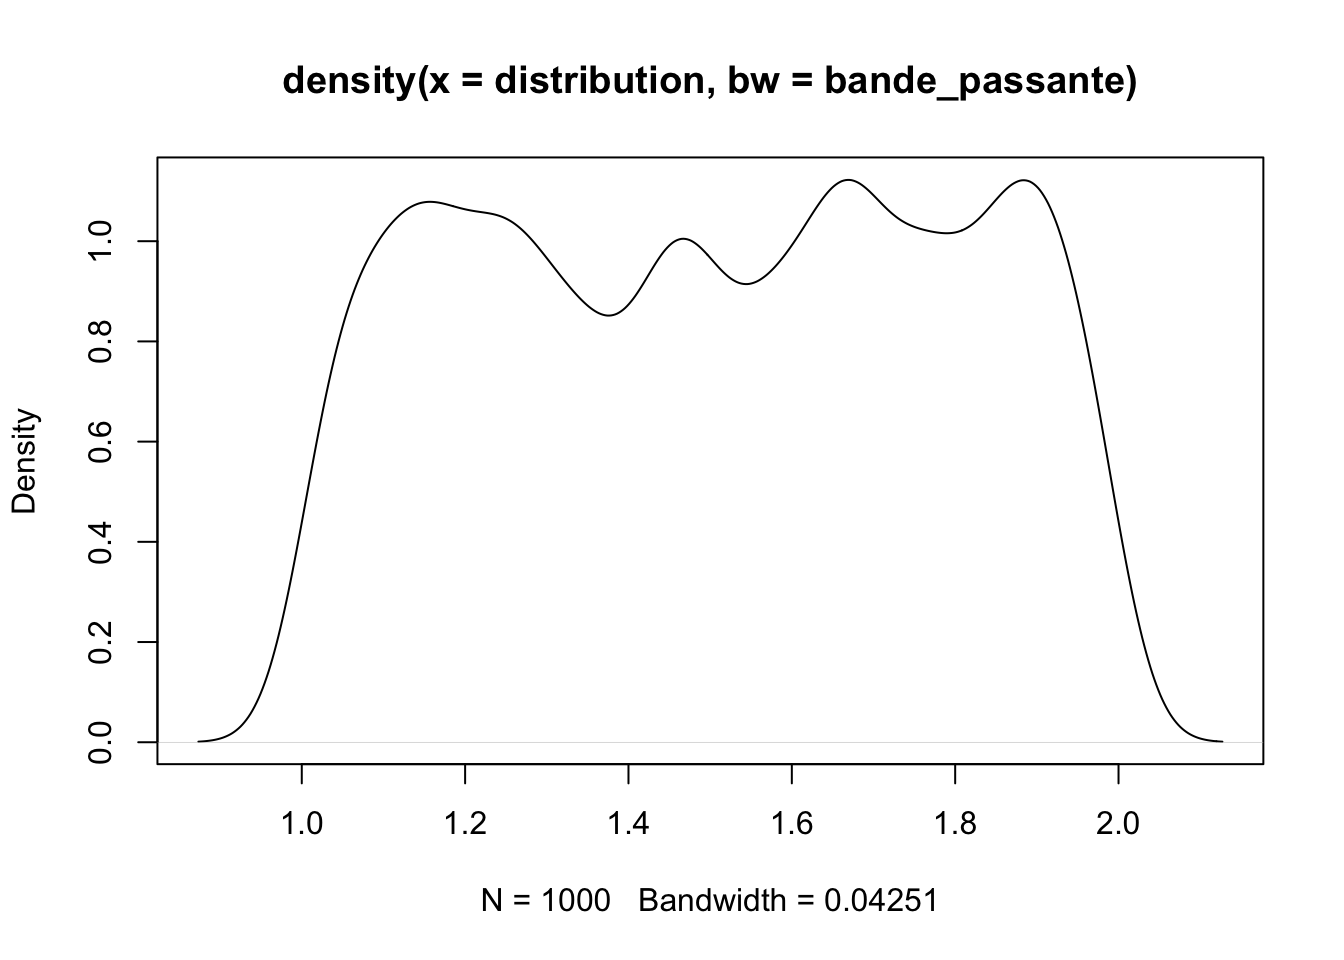 density(x = distribution, bw = bande_passante)
Density
1.0
0.8
0.6
0.4
0.2
0.0
1.0 1.2 1.4 1.6 1.8 2.0
N = 1000 Bandwidth = 0.04251